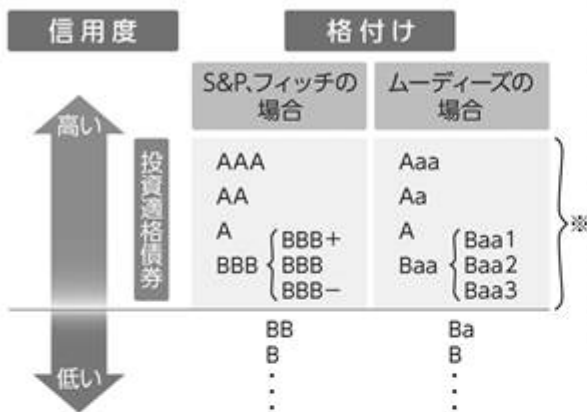 信用度
格付け
S&P、フィッチの
場合
ムーディーズの
場合
高い
投資適格債券
AAA
Aaa
AA
Aa
A
A
BBB
BBB+
BBB
BBB−
Baa
Baa1
Baa2
Baa3
※
BB
Ba
B
B
低い